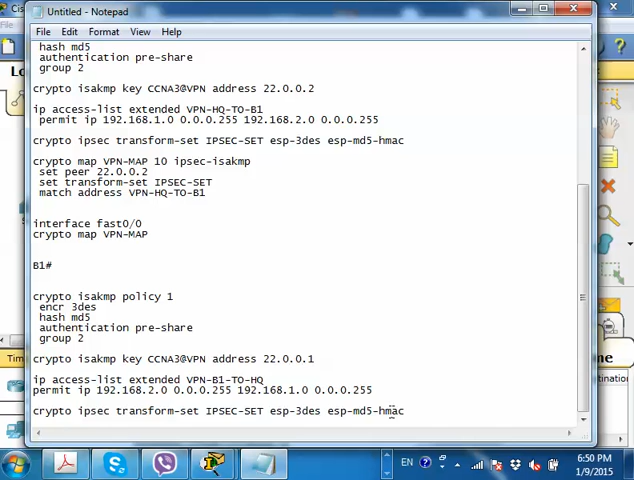 Untitled - Notepad
File Edit Format View Help
hash md5
authentication pre-share
group 2
crypto isakmp key CCNA3@VPN address 22.0.0.2
ip access-list extended VPN-HQ-TO-B1
permit ip 192.168.1.0 0.0.0.255 192.168.2.0 0.0.0.255
crypto ipsec transform-set IPSEC-SET esp-3des esp-md5-hmac
crypto map VPN-MAP 10 ipsec-isakmp
set peer 22.0.0.2
set transform-set IPSEC-SET
match address VPN-HQ-TO-B1
interface fast0/0
crypto map VPN-MAP
B1#
crypto isakmp policy 1
encr 3des
hash md5
authentication pre-share
group 2
crypto isakmp key CCNA3@VPN address 22.0.0.1
ip access-list extended VPN-B1-TO-HQ
permit ip 192.168.2.0 0.0.0.255 192.168.1.0 0.0.0.255
crypto ipsec transform-set IPSEC-SET esp-3des esp-md5-hmac
EN
6:50 PM
1/9/2015